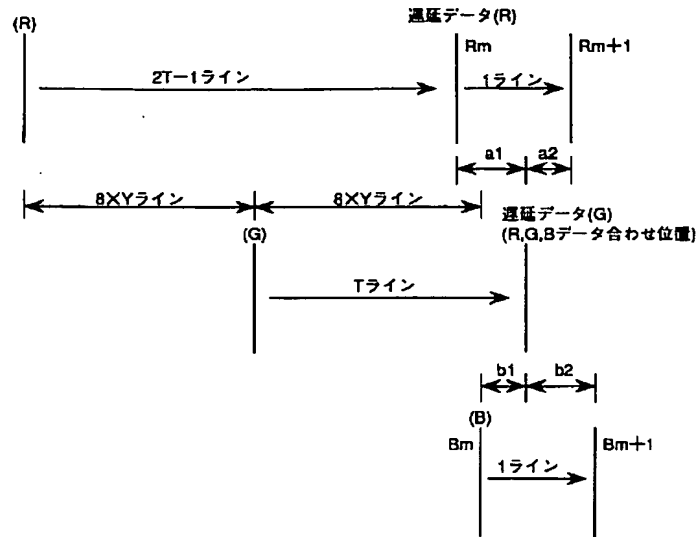 (R)
遅延データ(R)
Rm
Rm+1
2T-1ライン
1ライン
a1
a2
8×Yライン
8×Yライン
遅延データ(G)
(R,G,Bデータ合わせ位置)
(G)
Tライン
b1
b2
(B)
Bm
Bm+1
1ライン